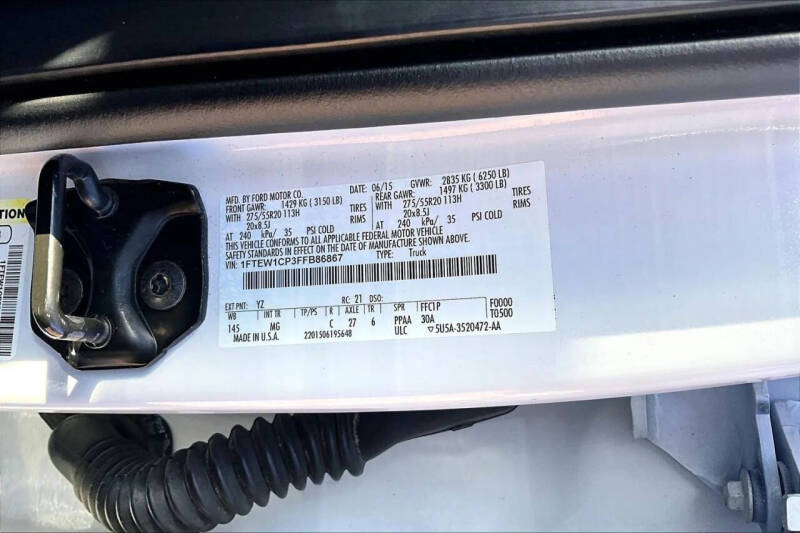 MFD. BY FORD MOTOR CO. DATE: 06/15 GVWR: 2835 KG (6250 LB)
FRONT GAWR: 1429 KG (3150 LB) REAR GAWR: 1497 KG (3300 LB)
WITH 275/55R20 113H TIRES WITH 275/55R20 113H TIRES
20x8.5J RIMS 20x8.5J RIMS
AT 240 kPa/ 35 PSI COLD AT 240 kPa/ 35 PSI COLD
THIS VEHICLE CONFORMS TO ALL APPLICABLE FEDERAL MOTOR VEHICLE
SAFETY STANDARDS IN EFFECT ON THE DATE OF MANUFACTURE SHOWN ABOVE.
VIN: 1FTEW1CP3FFB86867 TYPE: Truck
EXT PNT: YZ RC: 21 DSO: FFC1P F0000
WB INT TR TP/PS R AXLE TR SPR 30A T0500
145 MG C 27 6 PPAA
MADE IN U.S.A. 2201506195648 ULC ▽5U5A-3520472-AA